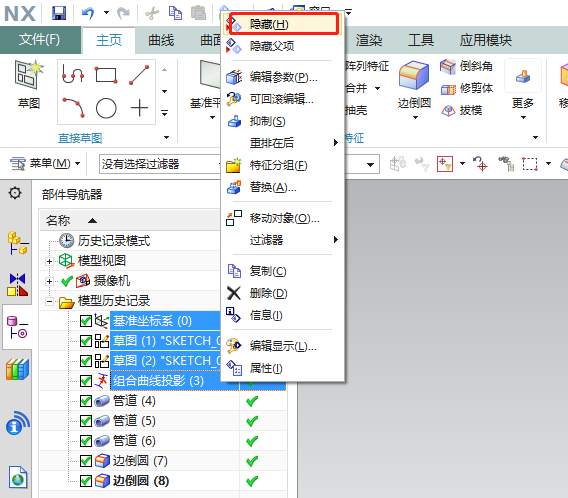 NX
窗口
文件(F) 主页 曲线 曲面 渲染 工具 应用模块
草图
直接草图
基准平
阵列特征
合并
抽壳
特征
边倒圆
倒斜角
修剪体
拔模
更多
菜单(M)
没有选择过滤器
隐藏(H)
隐藏父项
编辑参数(P)...
可回滚编辑...
抑制(S)
重排在后
特征分组(F)
替换(A)...
移动对象(O)...
过滤器
复制(C)
删除(D)
信息(I)
编辑显示(L)...
属性(I)
部件导航器
名称
历史记录模式
模型视图
摄像机
模型历史记录
基准坐标系 (0)
草图 (1) "SKETCH_0
草图 (2) "SKETCH_0
组合曲线投影 (3)
管道 (4)
管道 (5)
管道 (6)
边倒圆 (7)
边倒圆 (8)